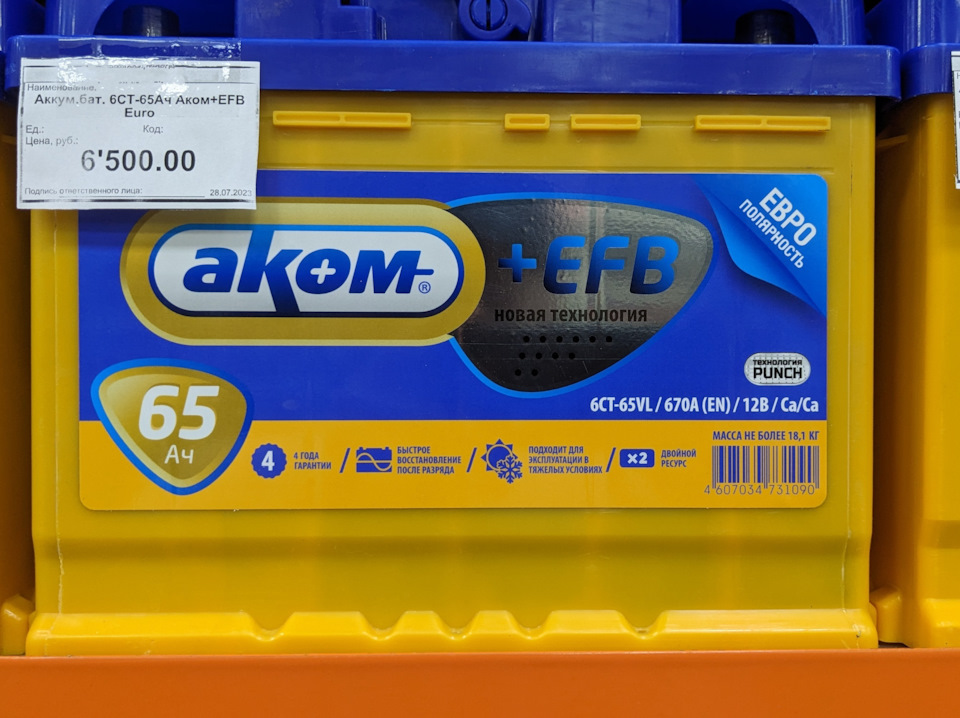 Наименование:
Аккум.бат. 6СТ-65Ач Аком+EFB
Euro
Ед.: Код:
Цена, руб.:
6'500.00
Подпись ответственного лица: 28.07.2023
ЕВРО
ПОЛЯРНОСТЬ
аком®
+EFB
новая технология
ТЕХНОЛОГИЯ
PUNCH
6СТ-65VL / 670A (EN) / 12В / Ca/Ca
65
Ач
4
4 ГОДА
ГАРАНТИИ
БЫСТРОЕ
ВОССТАНОВЛЕНИЕ
ПОСЛЕ РАЗРЯДА
ПОДХОДИТ ДЛЯ
ЭКСПЛУАТАЦИИ В
ТЯЖЕЛЫХ УСЛОВИЯХ
x2
ДВОЙНОЙ
РЕСУРС
МАССА НЕ БОЛЕЕ 18,1 КГ
4 607034 731090